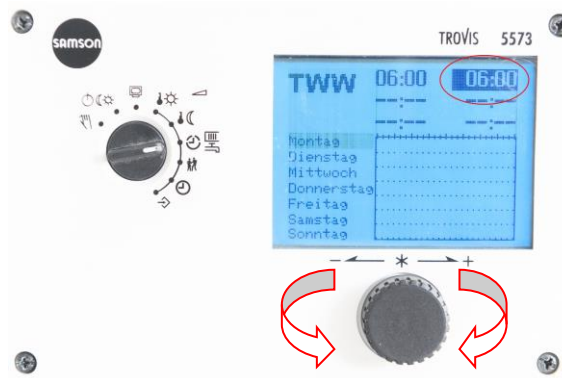 samson
TROVIS 5573
TWW 06:00 06:00
--:-- --:--
--:-- --:--
Montag
Dienstag
Mittwoch
Donnerstag
Freitag
Samstag
Sonntag
- * +